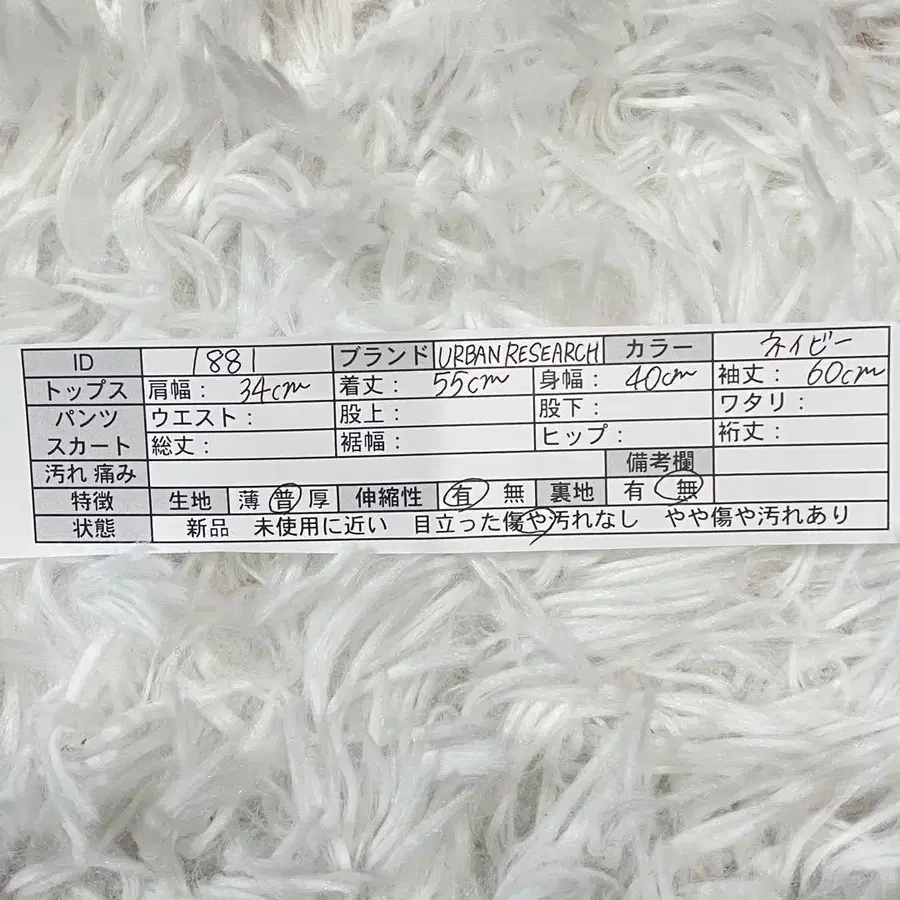 ID 1881 ブランド URBAN RESEARCH カラー ネイビー
トップス 肩幅： 34cm 着丈： 55cm 身幅： 40cm 袖丈： 60cm
パンツ ウエスト： 股上： 股下： ワタリ：
スカート 総丈： 裾幅： ヒップ： 裄丈：
汚れ 痛み 備考欄
特徴 生地 薄 普 厚 伸縮性 有 無 裏地 有 無
状態 新品 未使用に近い 目立った傷や汚れなし やや傷や汚れあり